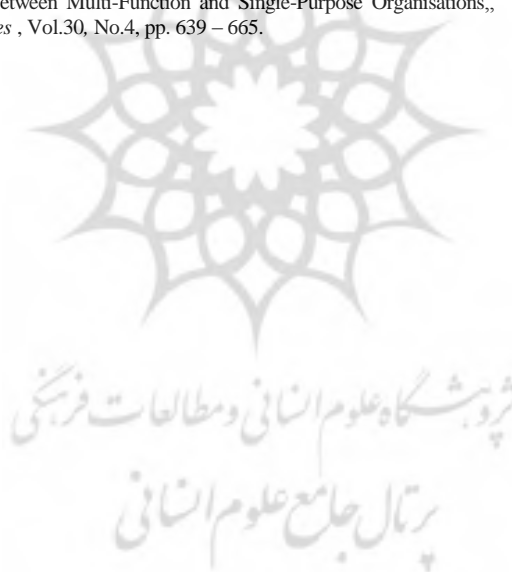 etween Multi-Function and Single-Purpose Organisations,,
es , Vol.30, No.4, pp. 639 – 665.
پژوهشگاه علوم انسانی و مطالعات فرهنگی
پرتال جامع علوم انسانی